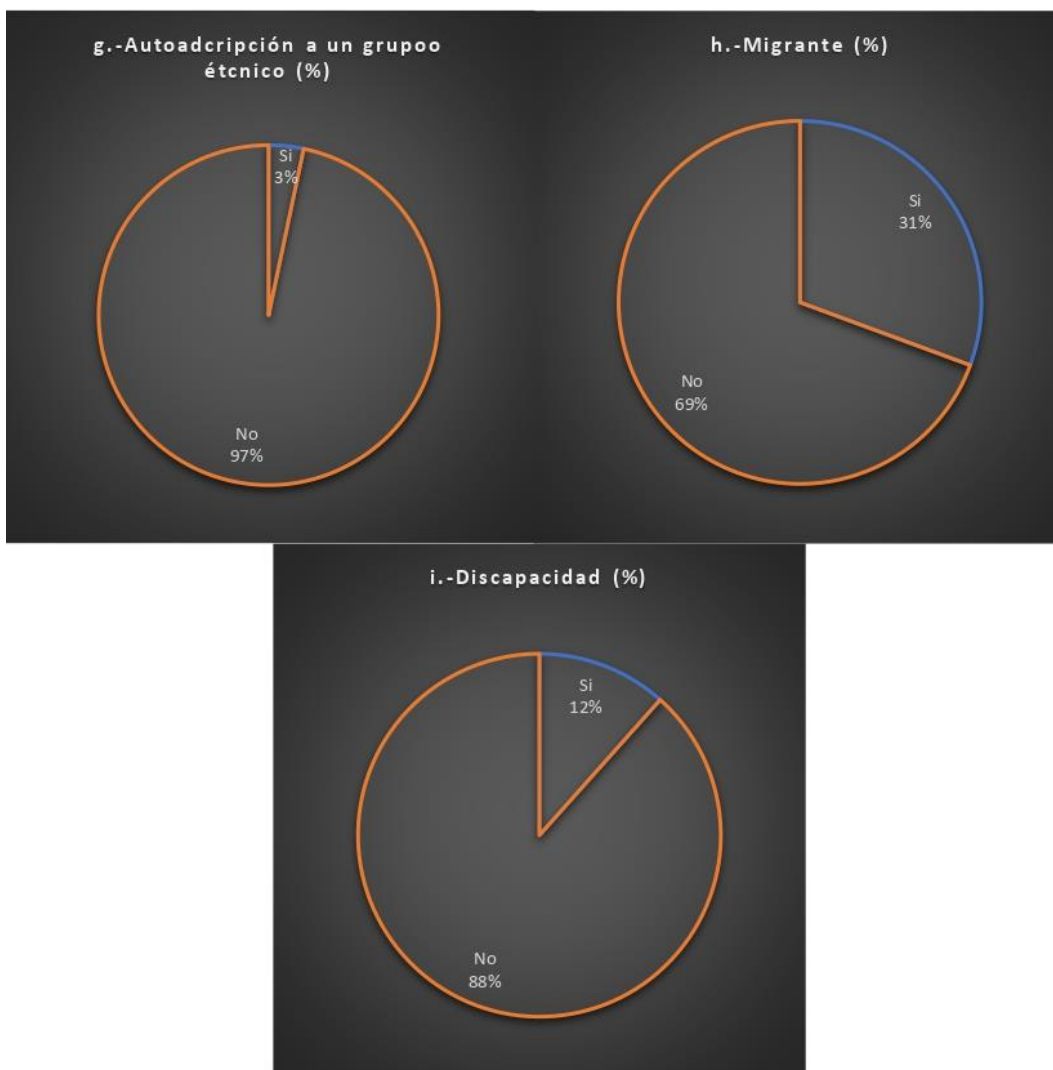 g.-Autoadcripción a un grupoo
étcnico (%)
Si
3%
No
97%
h.-Migrante (%)
Si
31%
No
69%
i.-Discapacidad (%)
Si
12%
No
88%